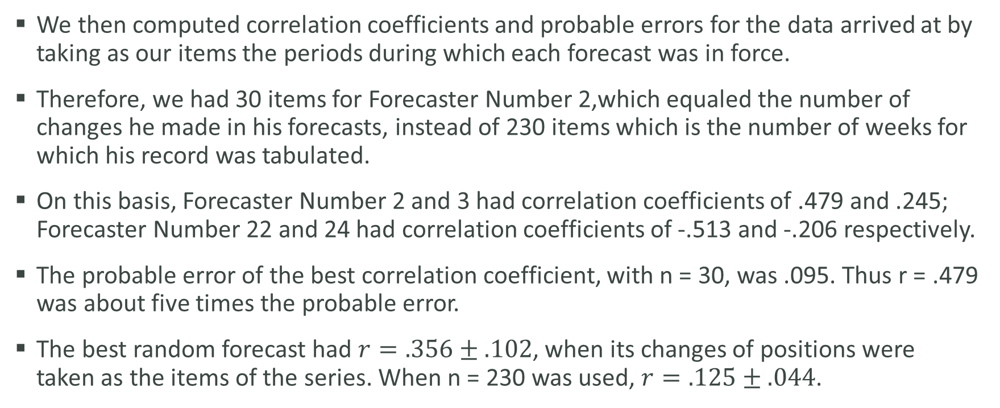 ▪ We then computed correlation coefficients and probable errors for the data arrived at by
taking as our items the periods during which each forecast was in force.
▪ Therefore, we had 30 items for Forecaster Number 2,which equaled the number of
changes he made in his forecasts, instead of 230 items which is the number of weeks for
which his record was tabulated.
▪ On this basis, Forecaster Number 2 and 3 had correlation coefficients of .479 and .245;
Forecaster Number 22 and 24 had correlation coefficients of -.513 and -.206 respectively.
▪ The probable error of the best correlation coefficient, with n = 30, was .095. Thus r = .479
was about five times the probable error.
▪ The best random forecast had r = .356 ± .102, when its changes of positions were
taken as the items of the series. When n = 230 was used, r = .125 ± .044.